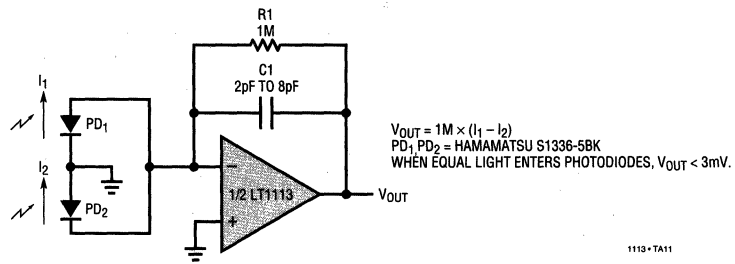 R1
1M
C1
2pF TO 8pF
I1
PD1
I2
PD2
−
+
1/2 LT1113
VOUT
VOUT = 1M × (I1 – I2)
PD1,PD2 = HAMAMATSU S1336-5BK
WHEN EQUAL LIGHT ENTERS PHOTODIODES, VOUT < 3mV.
1113 • TA11